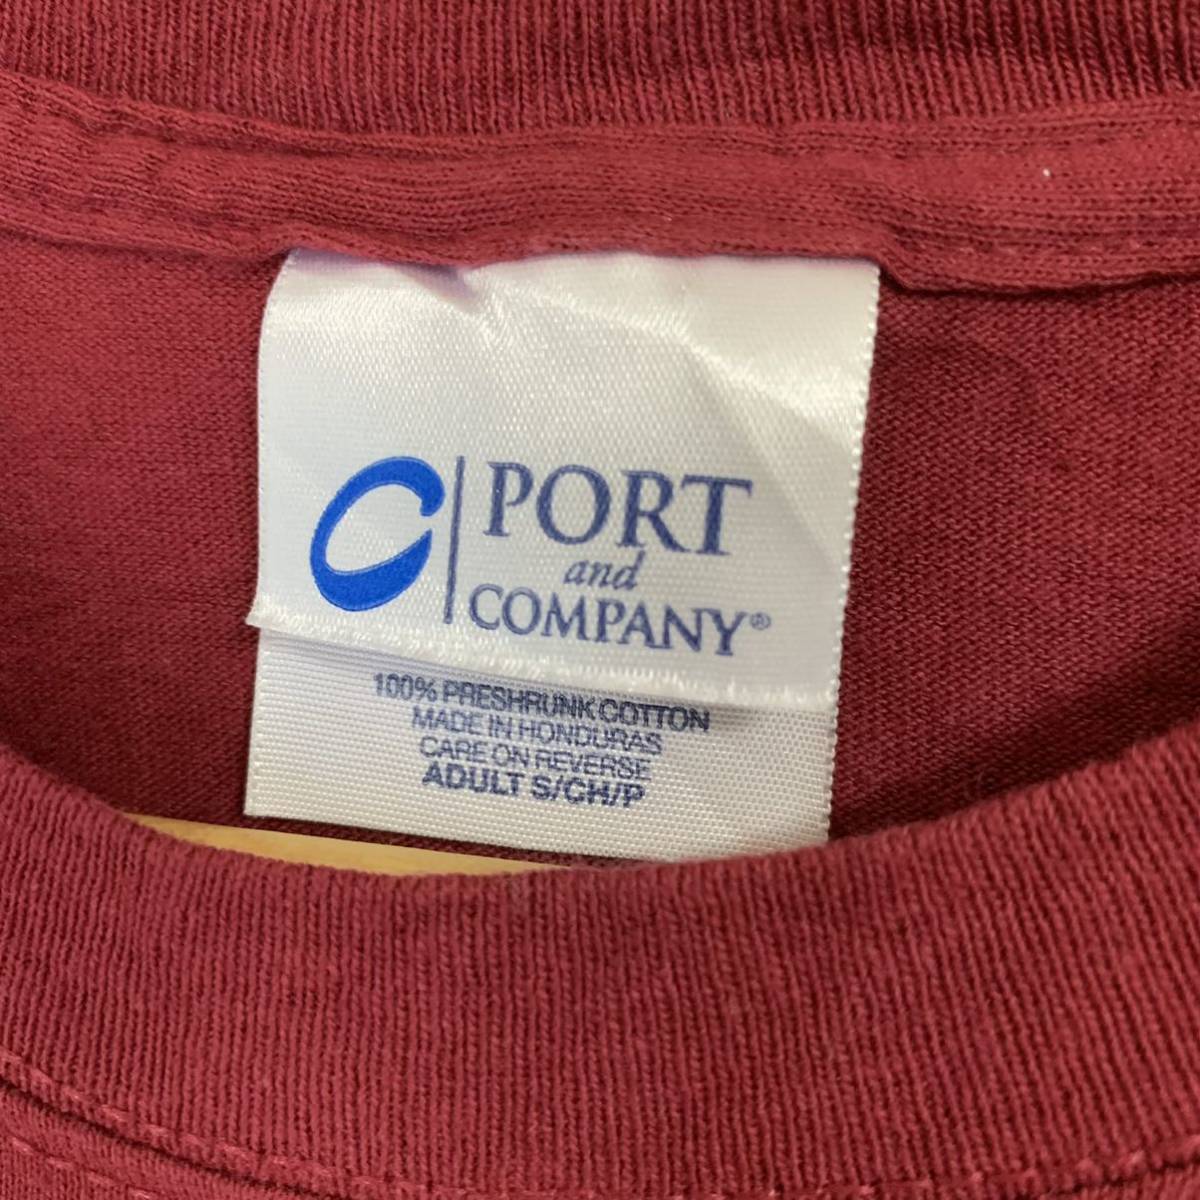 PORT
and
COMPANY®
100% PRESHRUNK COTTON
MADE IN HONDURAS
CARE ON REVERSE
ADULT S/CH/P